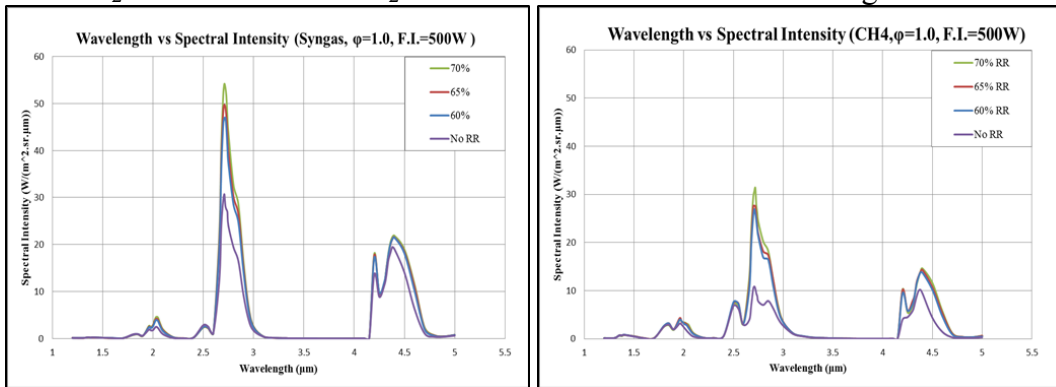 Wavelength vs Spectral Intensity (Syngas, φ=1.0, F.I.=500W )
60
50
40
30
20
10
0
Spectral Intensity (W/(m^2.sr.µm))
70%
65%
60%
No RR
1 1.5 2 2.5 3 3.5 4 4.5 5 5.5
Wavelength (µm)
Wavelength vs Spectral Intensity (CH4,φ=1.0, F.I.=500W)
60
50
40
30
20
10
0
Spectral Intensity (W/(m^2.sr.µm))
70% RR
65% RR
60% RR
No RR
1 1.5 2 2.5 3 3.5 4 4.5 5 5.5
Wavelength (µm)